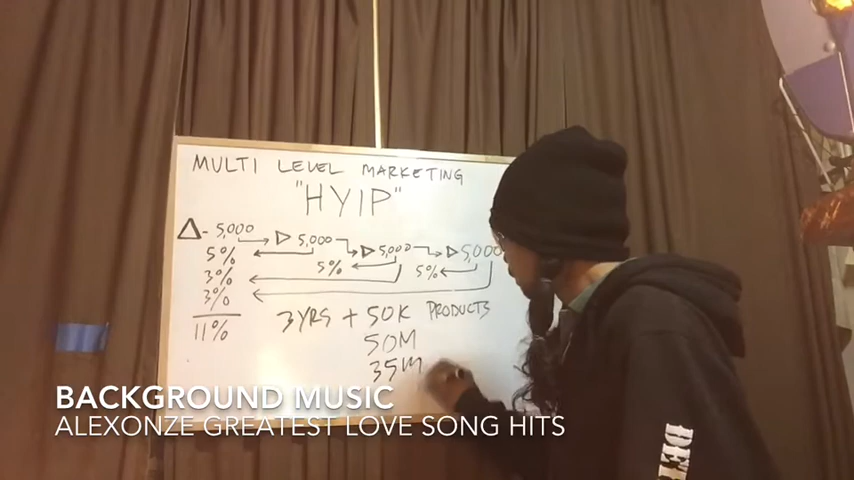 MULTI LEVEL MARKETING
"HYIP"
5,000 5,000 5,000 5,000
5% 5% 5%
3%
3%
11%
3YRS + 50K PRODUCTS
50M
35M
BACKGROUND MUSIC
ALEXONZE GREATEST LOVE SONG HITS